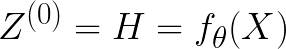 Z^{(0)} = H = f_θ(X)